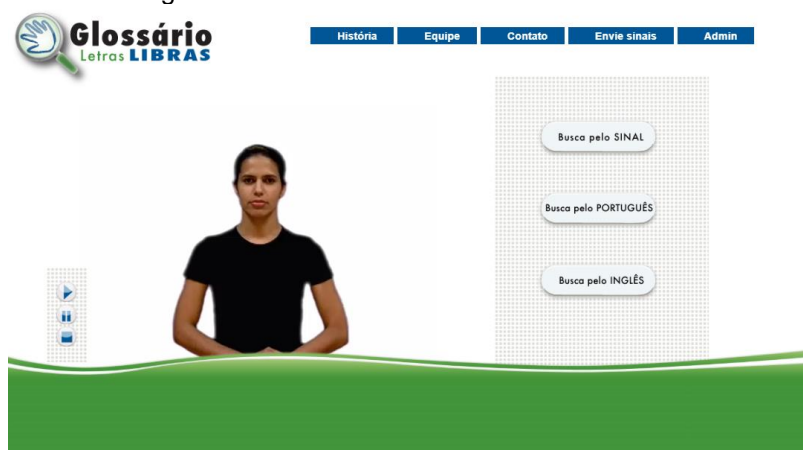 Glossário
Letras LIBRAS
História Equipe Contato Envie sinais Admin
Busca pelo SINAL
Busca pelo PORTUGUÊS
Busca pelo INGLÊS